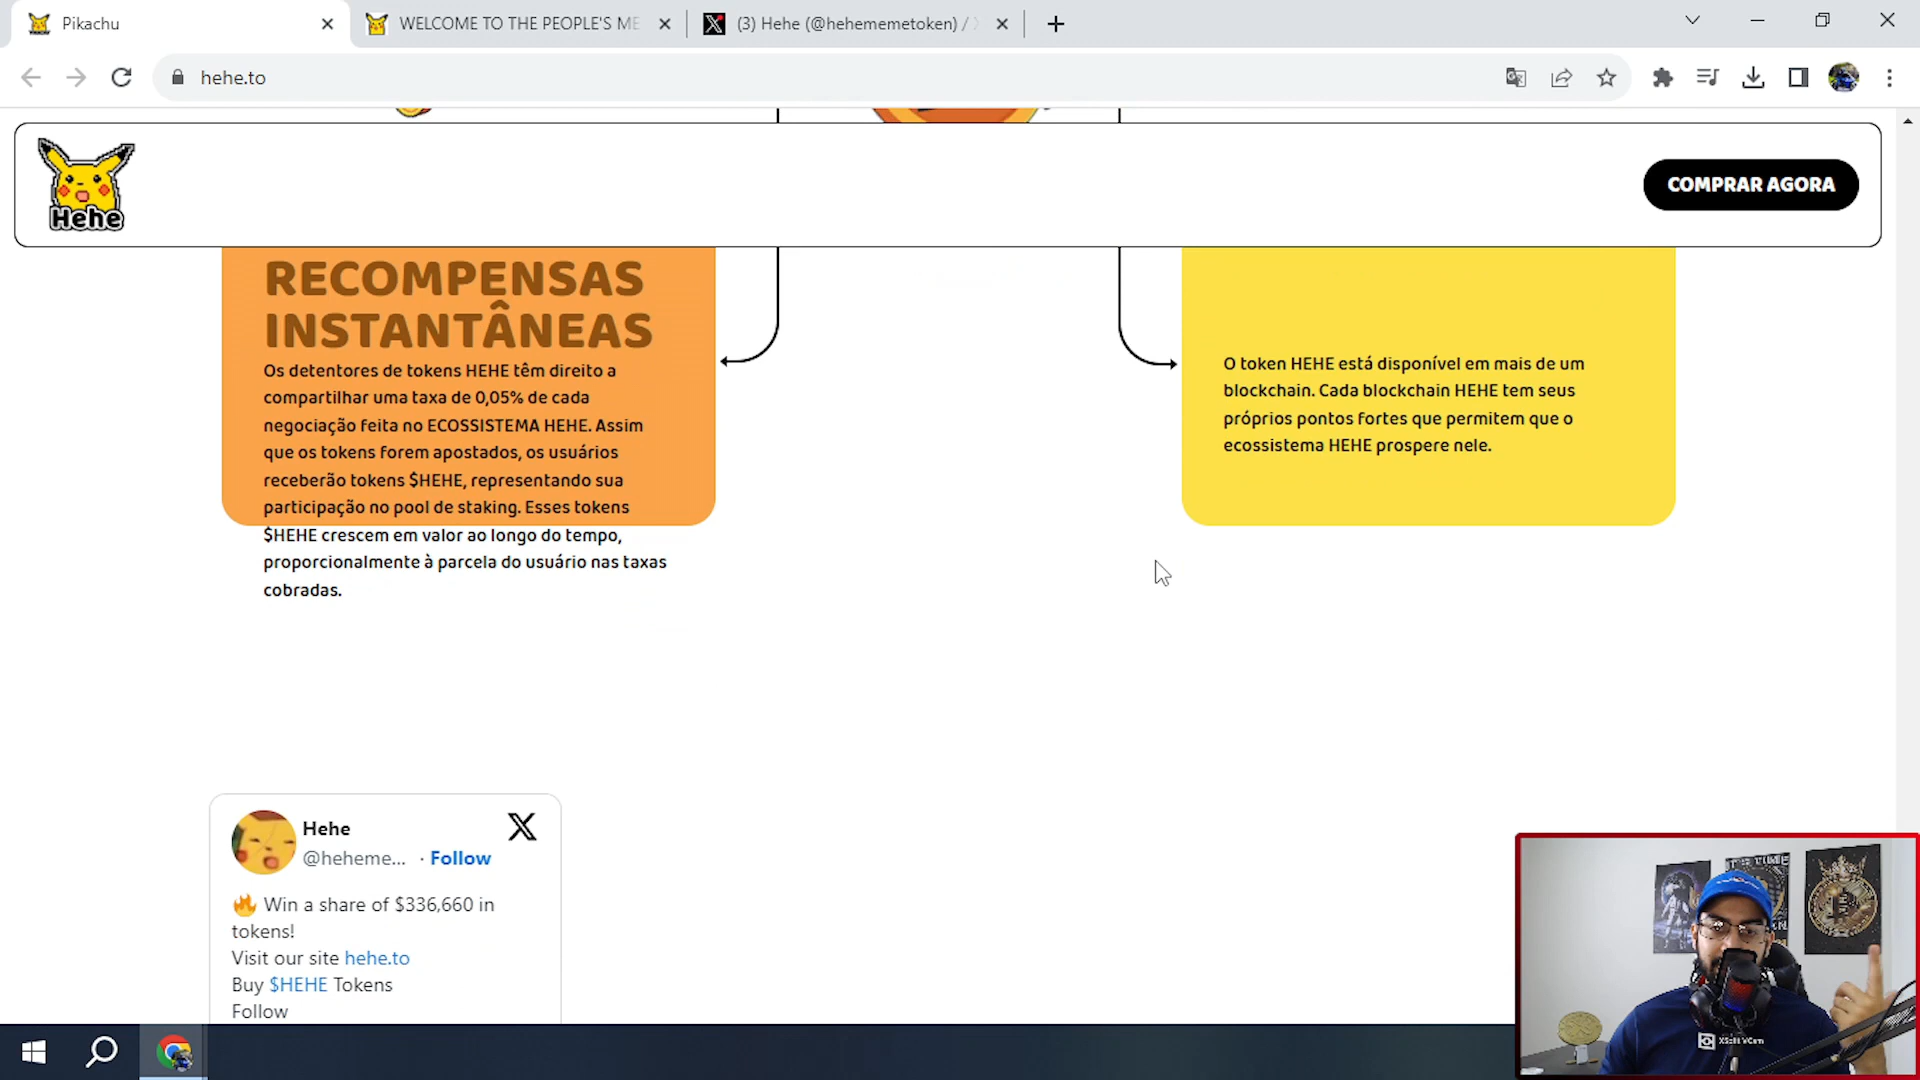 Pikachu
WELCOME TO THE PEOPLE'S ME
(3) Hehe (@hehememetoken) /
hehe.to
Hehe
COMPRAR AGORA
RECOMPENSAS
INSTANTÂNEAS
Os detentores de tokens HEHE têm direito a
compartilhar uma taxa de 0,05% de cada
negociação feita no ECOSSISTEMA HEHE. Assim
que os tokens forem apostados, os usuários
receberão tokens $HEHE, representando sua
participação no pool de staking. Esses tokens
$HEHE crescem em valor ao longo do tempo,
proporcionalmente à parcela do usuário nas taxas
cobradas.
O token HEHE está disponível em mais de um
blockchain. Cada blockchain HEHE tem seus
próprios pontos fortes que permitem que o
ecossistema HEHE prospere nele.
Hehe
@heheme... · Follow
🔥 Win a share of $336,660 in
tokens!
Visit our site hehe.to
Buy $HEHE Tokens
Follow
XSplit VCam